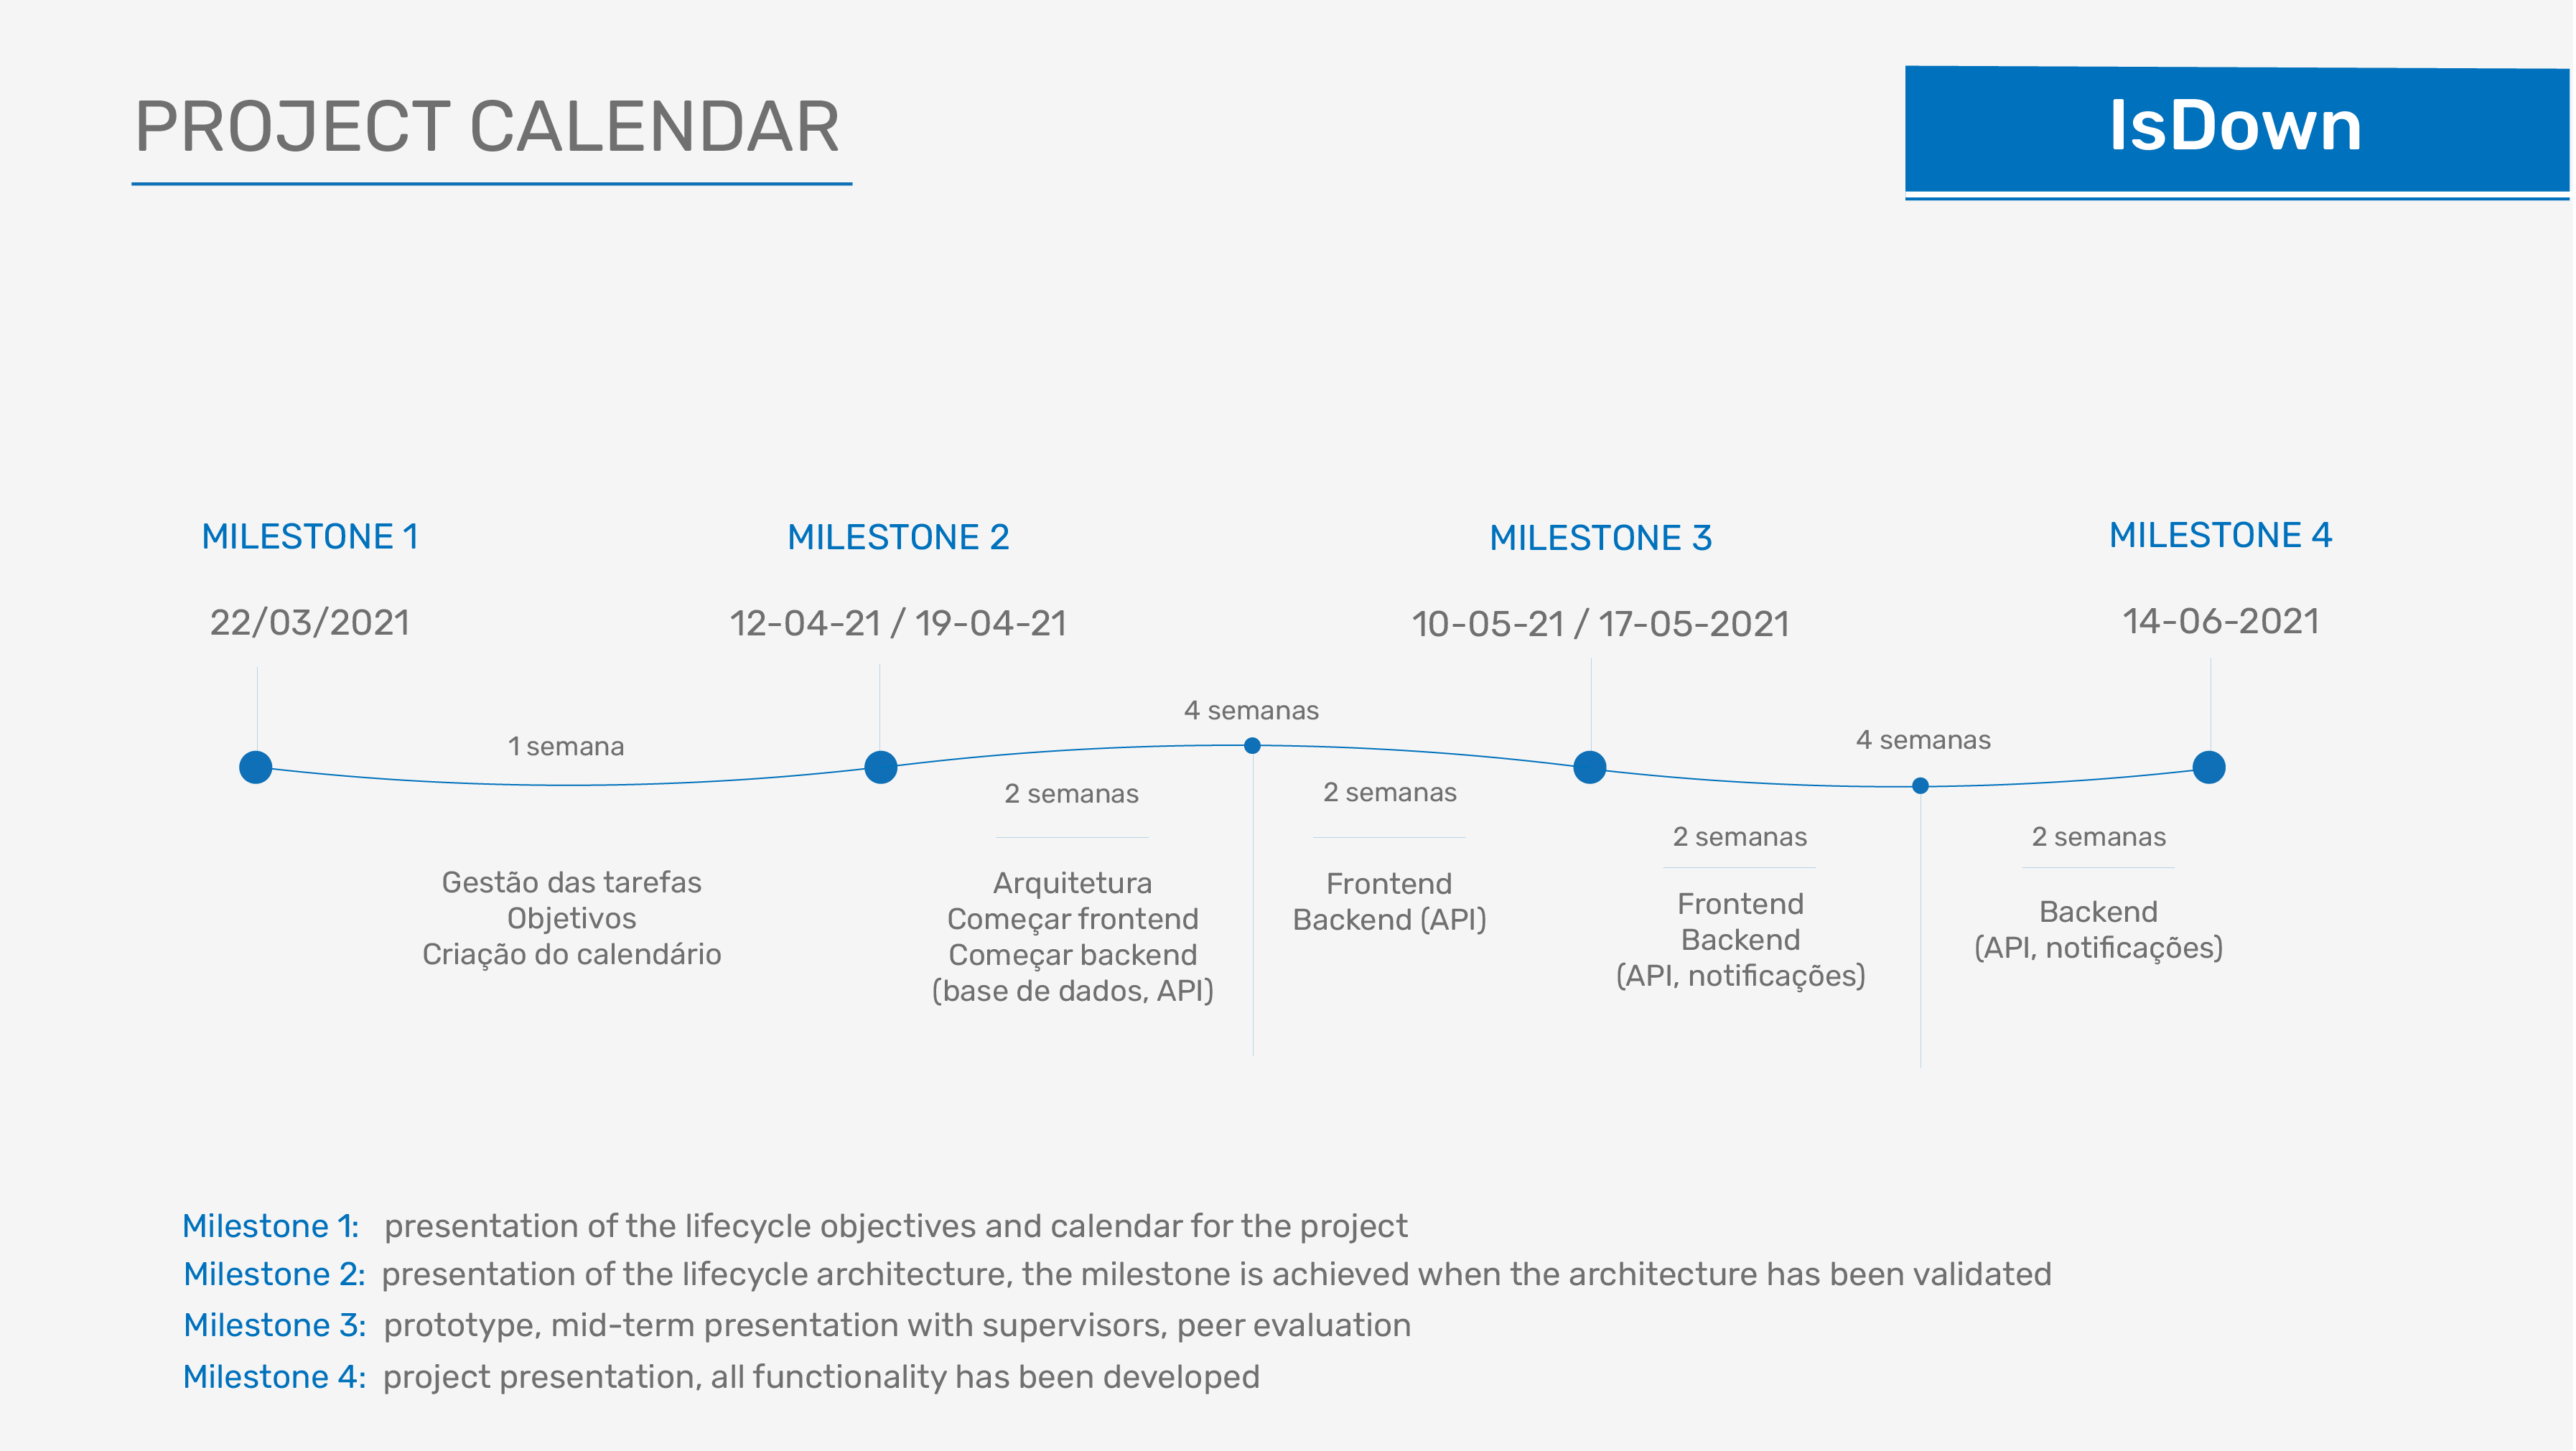 PROJECT CALENDAR
IsDown
MILESTONE 1
22/03/2021
MILESTONE 2
12-04-21 / 19-04-21
MILESTONE 3
10-05-21 / 17-05-2021
MILESTONE 4
14-06-2021
1 semana
Gestão das tarefas
Objetivos
Criação do calendário
4 semanas
2 semanas
Arquitetura
Começar frontend
Começar backend
(base de dados, API)
2 semanas
Frontend
Backend (API)
4 semanas
2 semanas
Frontend
Backend
(API, notificações)
2 semanas
Backend
(API, notificações)
Milestone 1: presentation of the lifecycle objectives and calendar for the project
Milestone 2: presentation of the lifecycle architecture, the milestone is achieved when the architecture has been validated
Milestone 3: prototype, mid-term presentation with supervisors, peer evaluation
Milestone 4: project presentation, all functionality has been developed